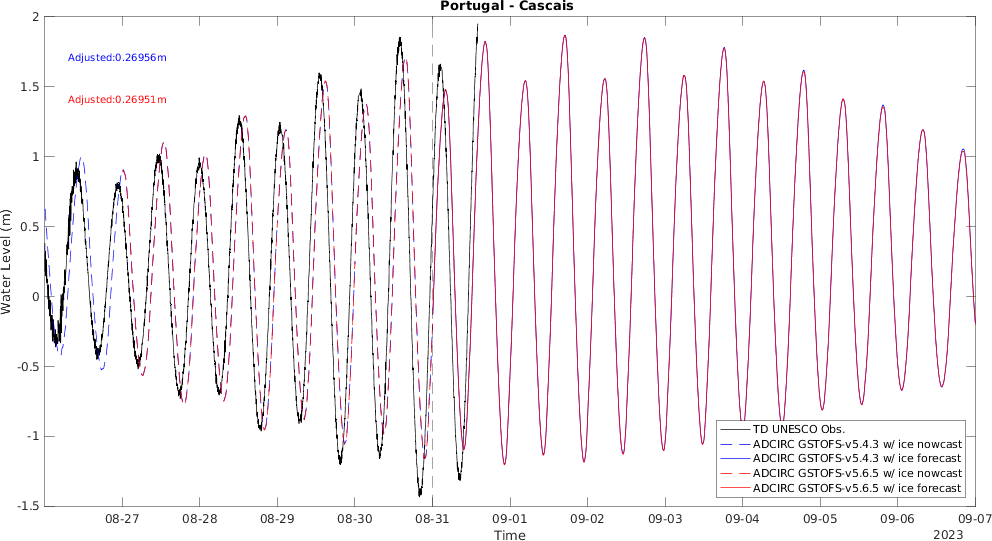 Portugal - Cascais
Adjusted:0.26956m
Adjusted:0.26951m
Water Level (m)
2
1.5
1
0.5
0
-0.5
-1
-1.5
08-27
08-28
08-29
08-30
08-31
09-01
09-02
09-03
09-04
09-05
09-06
09-07
Time
2023
TD UNESCO Obs.
ADCIRC GSTOFS-v5.4.3 w/ ice nowcast
ADCIRC GSTOFS-v5.4.3 w/ ice forecast
ADCIRC GSTOFS-v5.6.5 w/ ice nowcast
ADCIRC GSTOFS-v5.6.5 w/ ice forecast